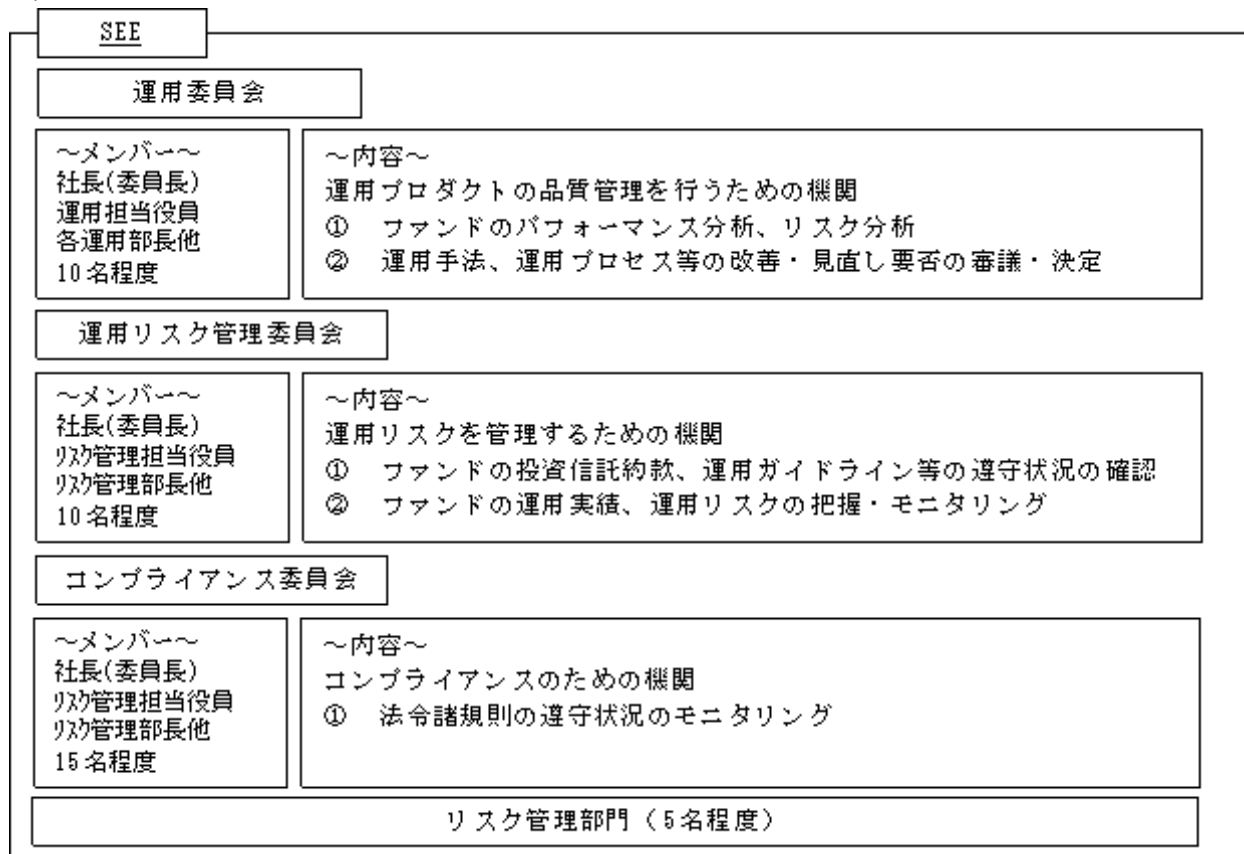 SEE
運用委員会
～メンバー～
社長(委員長)
運用担当役員
各運用部長他
10名程度
～内容～
運用プロダクトの品質管理を行うための機関
① ファンドのパフォーマンス分析、リスク分析
② 運用手法、運用プロセス等の改善・見直し要否の審議・決定
運用リスク管理委員会
～メンバー～
社長(委員長)
ﾘｽｸ管理担当役員
ﾘｽｸ管理部長他
10名程度
～内容～
運用リスクを管理するための機関
① ファンドの投資信託約款、運用ガイドライン等の遵守状況の確認
② ファンドの運用実績、運用リスクの把握・モニタリング
コンプライアンス委員会
～メンバー～
社長(委員長)
ﾘｽｸ管理担当役員
ﾘｽｸ管理部長他
15名程度
～内容～
コンプライアンスのための機関
① 法令諸規則の遵守状況のモニタリング
リスク管理部門（5名程度）